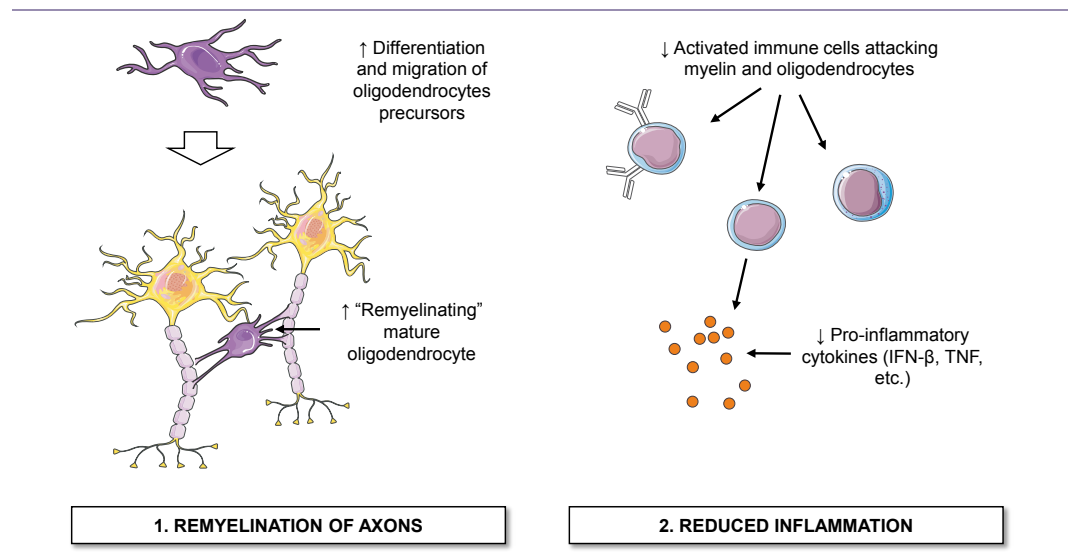 ↑ Differentiation
and migration of
oligodendrocytes
precursors
↑ “Remyelinating”
mature
oligodendrocyte
1. REMYELINATION OF AXONS
↓ Activated immune cells attacking
myelin and oligodendrocytes
↓ Pro-inflammatory
cytokines (IFN-β, TNF,
etc.)
2. REDUCED INFLAMMATION